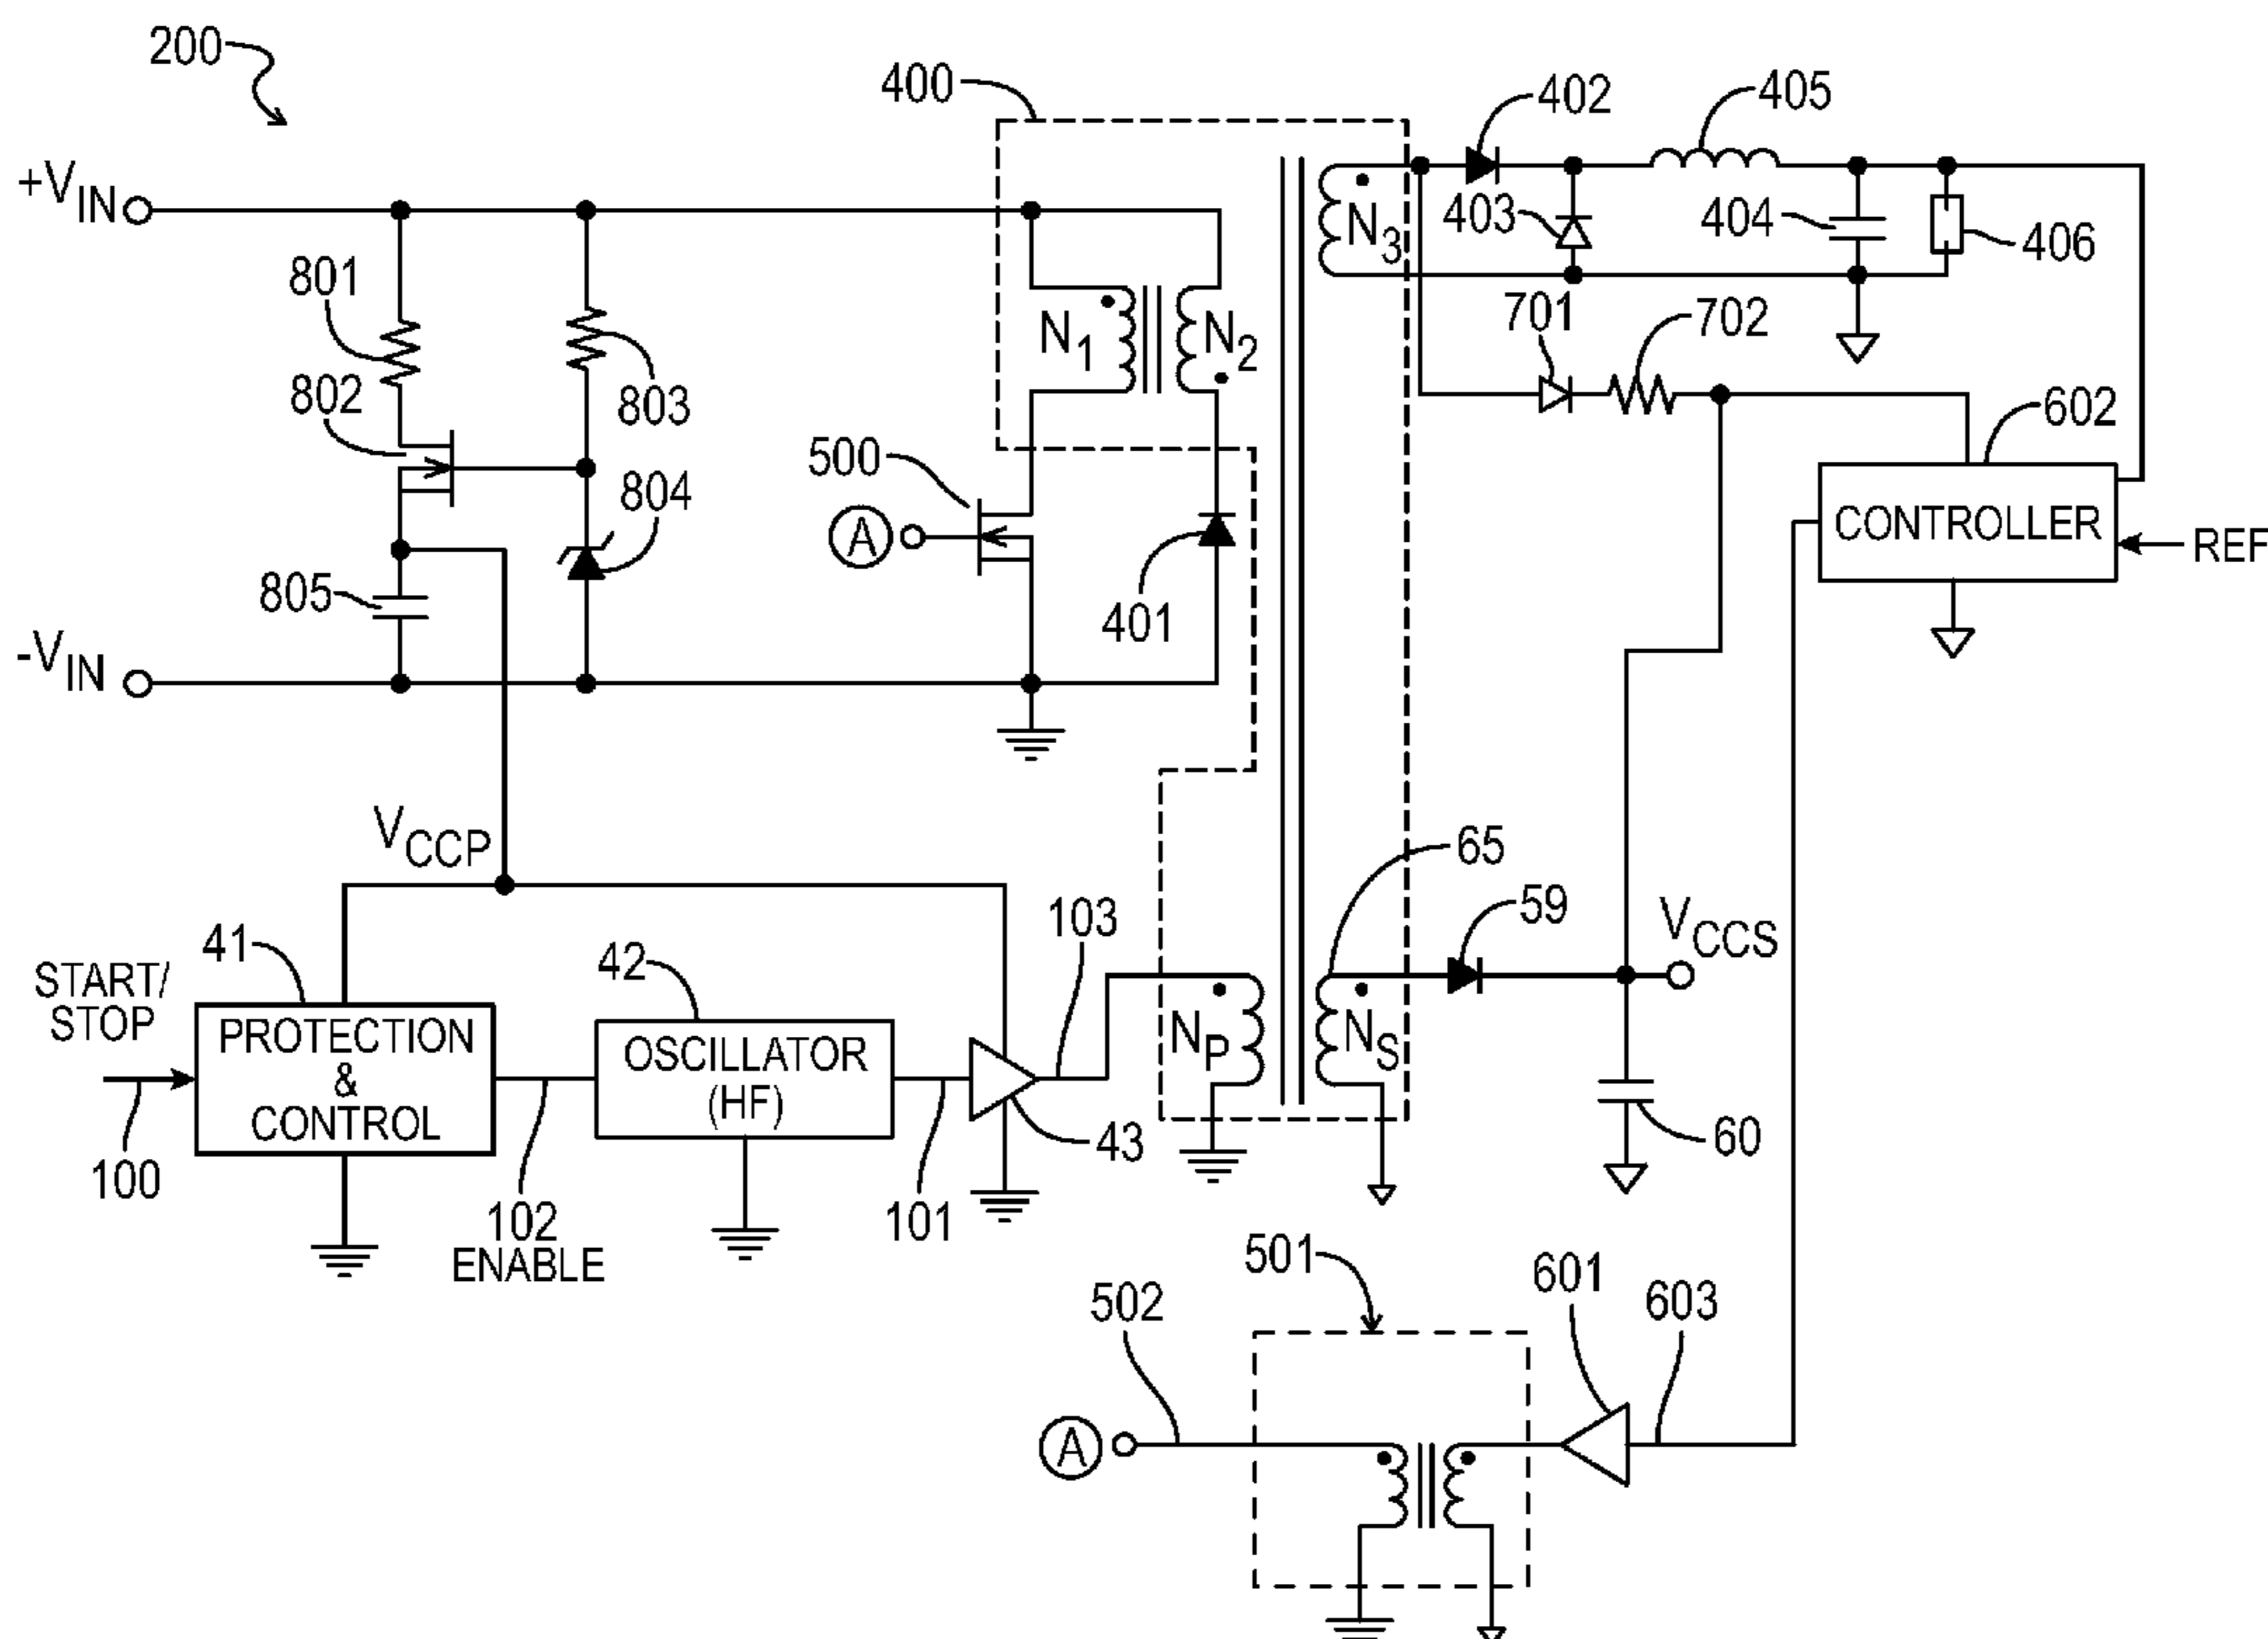 200
400
402
405
+VIN
N3
403
404
406
801
802
803
N1
N2
701
702
602
500
804
A
805
401
CONTROLLER
REF
-VIN
VCCP
65
59
VCCS
103
41
42
START/
STOP
PROTECTION
&
CONTROL
OSCILLATOR
(HF)
NP
NS
100
102
ENABLE
101
43
60
501
601
502
603
A